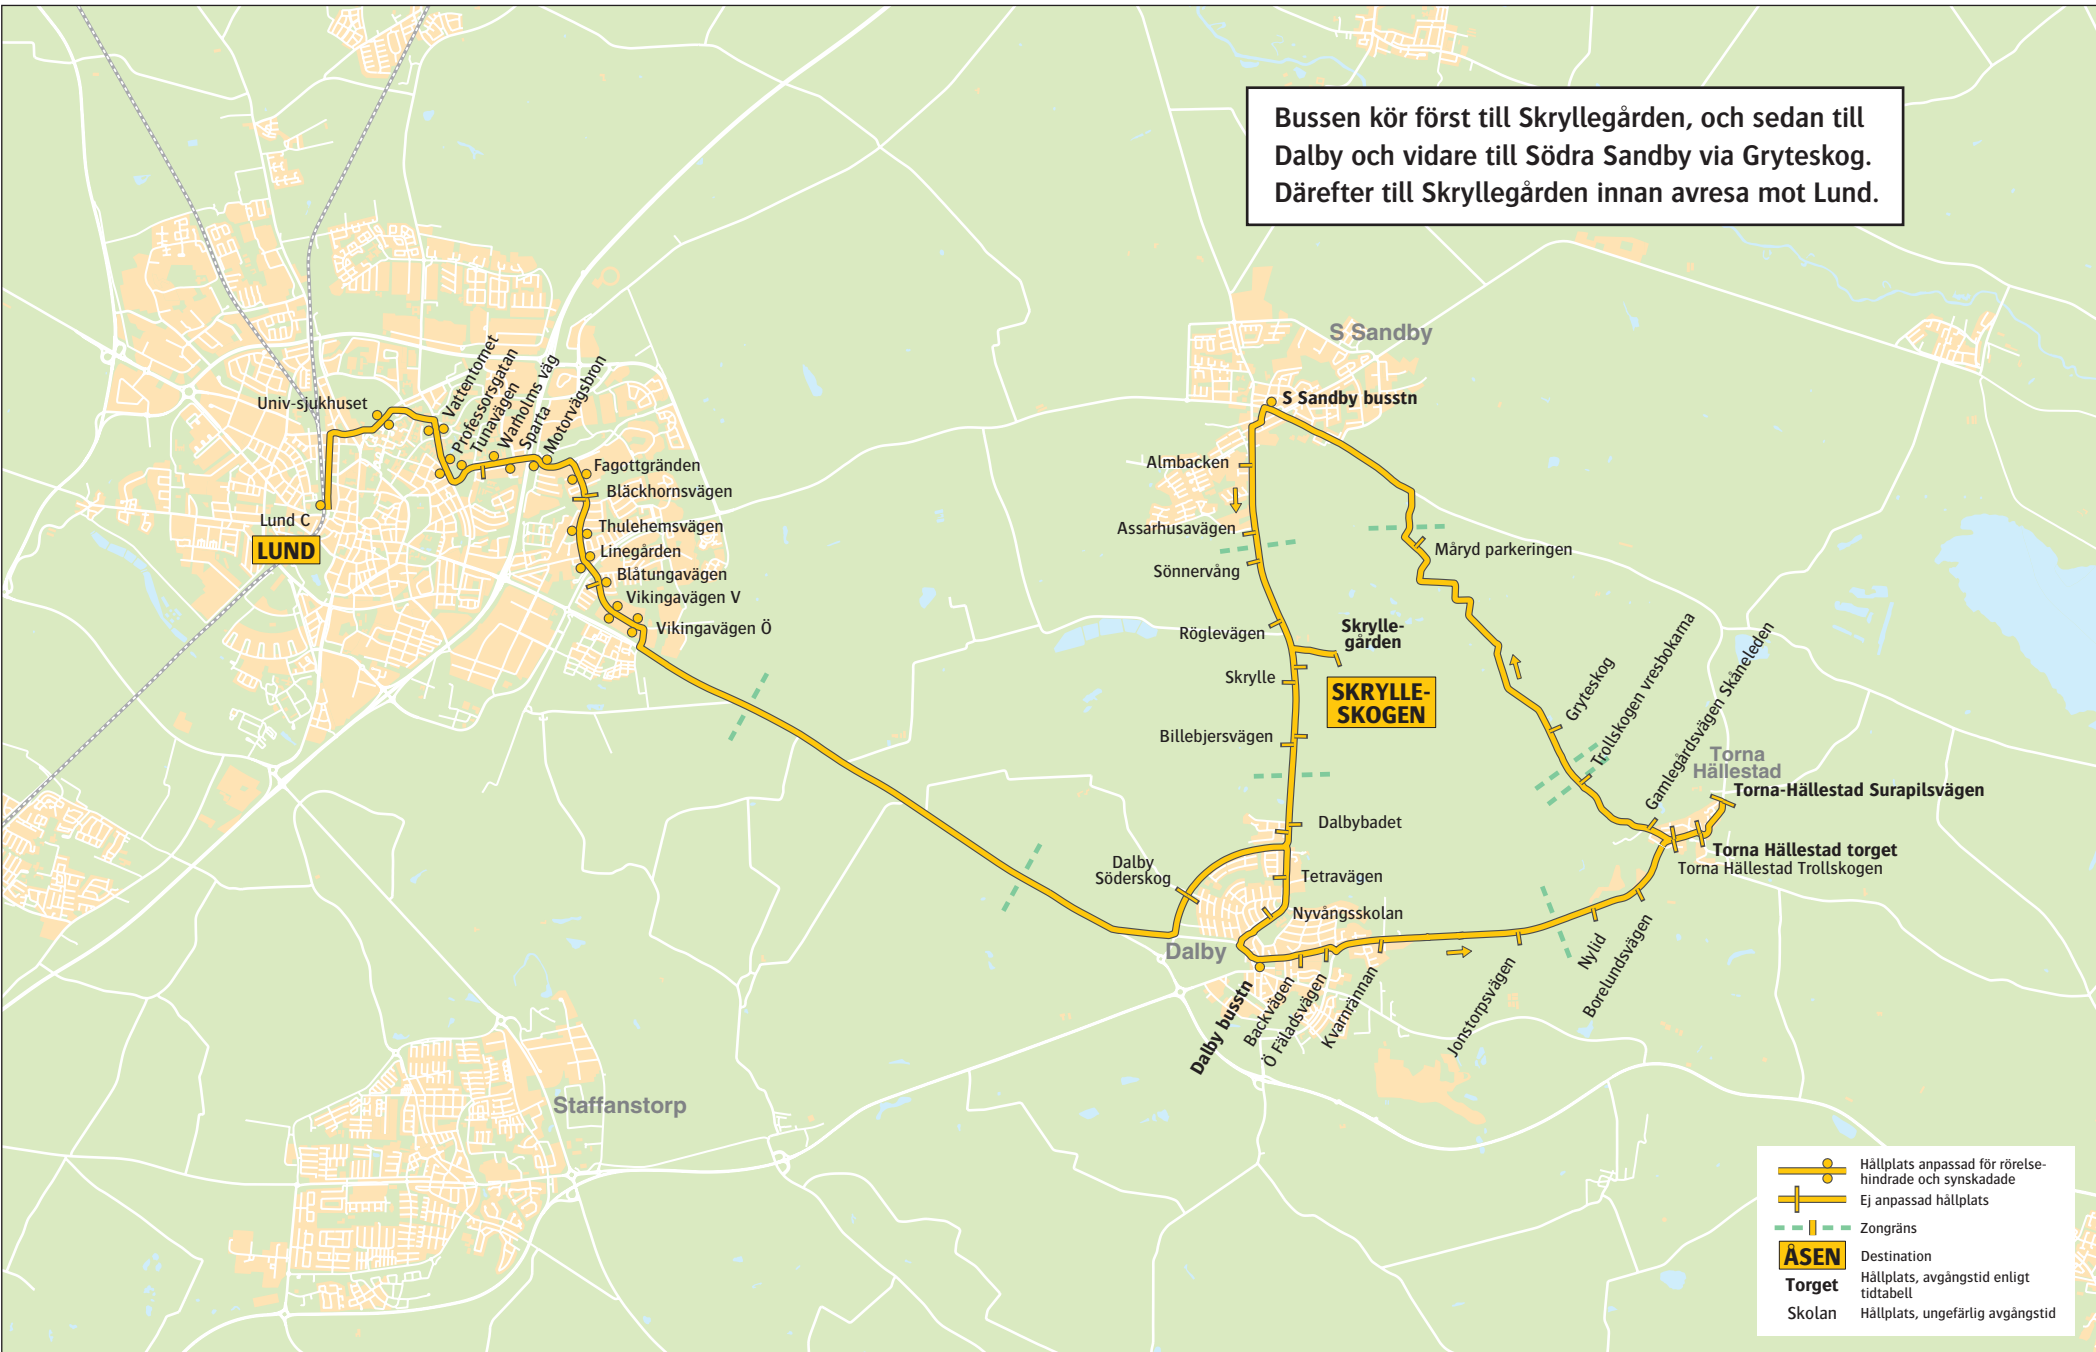 Bussen kör först till Skryllegården, och sedan till
Dalby och vidare till Södra Sandby via Gryteskog.
Därefter till Skryllegården innan avresa mot Lund.
Univ-sjukhuset
Vattentornet
Professorsgatan
Tunavägen
Warholms väg
Sparta
Motorvägsbron
Lund C
LUND
Fagottgränden
Bläckhornsvägen
Thulehemsvägen
Linegården
Blåtungavägen
Vikingavägen V
Vikingavägen Ö
S Sandby
S Sandby busstn
Almbacken
Assarhusavägen
Sönnervång
Röglevägen
Skrylle-
gården
Skrylle
SKRYLLE-
SKOGEN
Billebjersvägen
Måryd parkeringen
Gryteskog
Trollskogen vresbokarna
Gamlegårdsvägen Skåneleden
Torna
Hällestad
Torna-Hällestad Surapilsvägen
Torna Hällestad torget
Torna Hällestad Trollskogen
Dalbybadet
Dalby
Söderskog
Tetravägen
Nyvångsskolan
Dalby
Dalby busstn
Backvägen
Ö Fäladsvägen
Kvarnrännan
Jonstorpsvägen
Nylid
Borelundsvägen
Staffanstorp
Hållplats anpassad för rörelse-
hindrade och synskadade
Ej anpassad hållplats
Zongräns
ÅSEN Destination
Torget Hållplats, avgångstid enligt
tidtabell
Skolan Hållplats, ungefärlig avgångstid